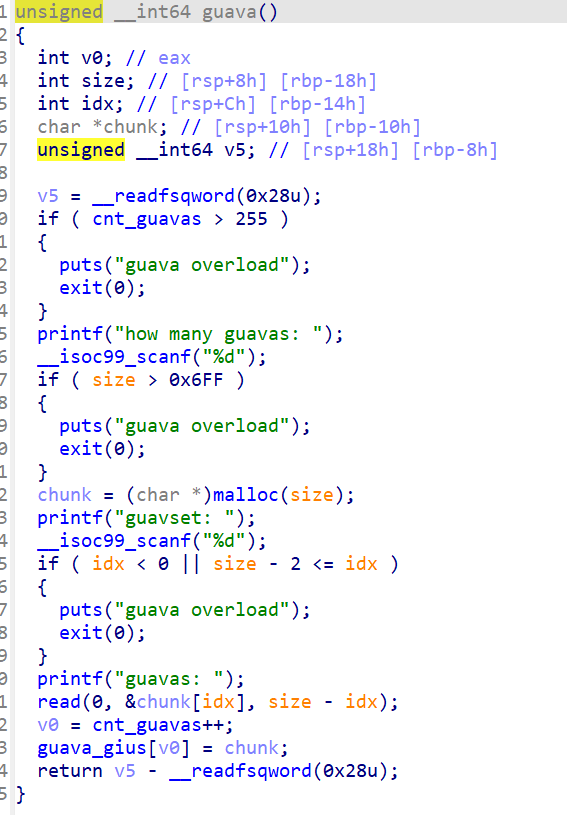 1 unsigned __int64 guava()
2 {
3 int v0; // eax
4 int size; // [rsp+8h] [rbp-18h]
5 int idx; // [rsp+Ch] [rbp-14h]
6 char *chunk; // [rsp+10h] [rbp-10h]
7 unsigned __int64 v5; // [rsp+18h] [rbp-8h]
8
9 v5 = __readfsqword(0x28u);
0 if ( cnt_guavas > 255 )
1 {
2 puts("guava overload");
3 exit(0);
4 }
5 printf("how many guavas: ");
6 __isoc99_scanf("%d");
7 if ( size > 0x6FF )
8 {
9 puts("guava overload");
0 exit(0);
1 }
2 chunk = (char *)malloc(size);
3 printf("guavset: ");
4 __isoc99_scanf("%d");
5 if ( idx < 0 || size - 2 <= idx )
6 {
7 puts("guava overload");
8 exit(0);
9 }
0 printf("guavas: ");
1 read(0, &chunk[idx], size - idx);
2 v0 = cnt_guavas++;
3 guava_gius[v0] = chunk;
4 return v5 - __readfsqword(0x28u);
5 }